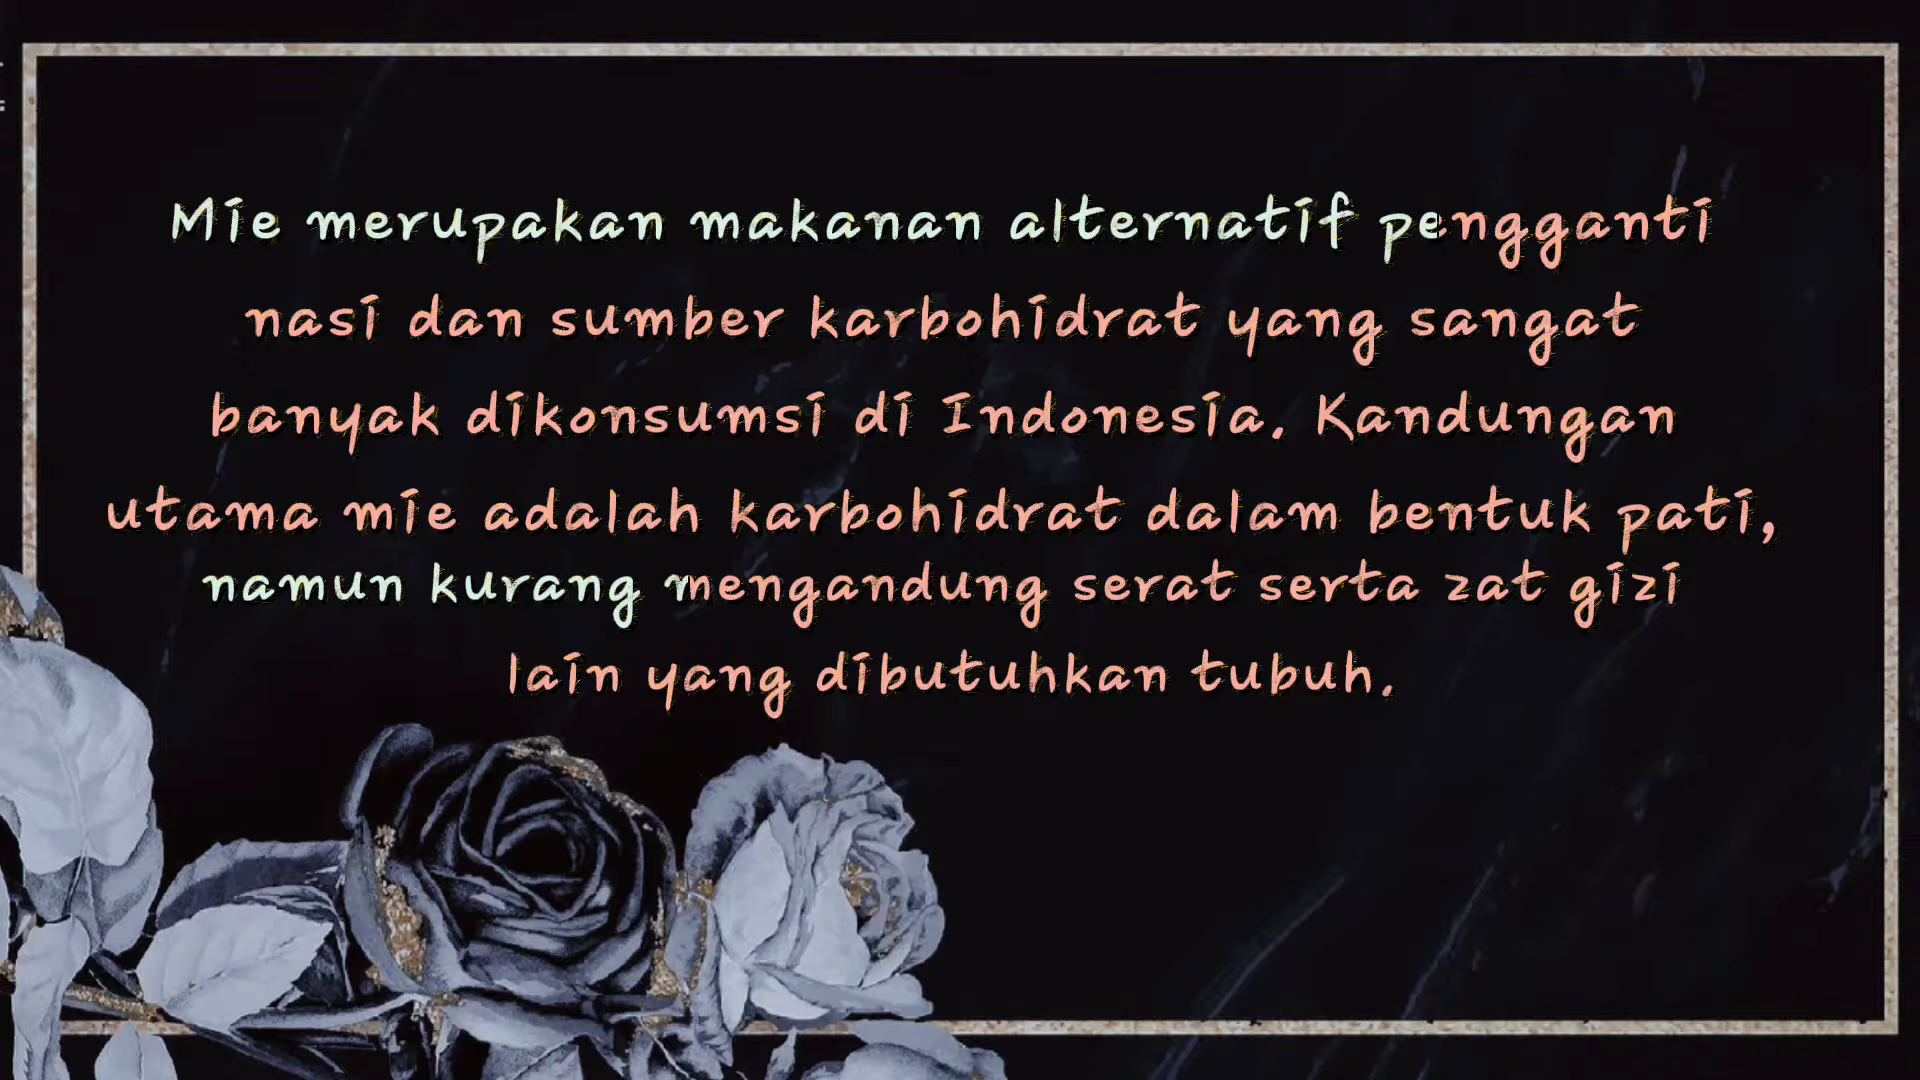 Mie merupakan makanan alternatif pengganti
nasi dan sumber karbohidrat yang sangat
banyak dikonsumsi di Indonesia. Kandungan
utama mie adalah karbohidrat dalam bentuk pati,
namun kurang mengandung serat serta zat gizi
lain yang dibutuhkan tubuh.